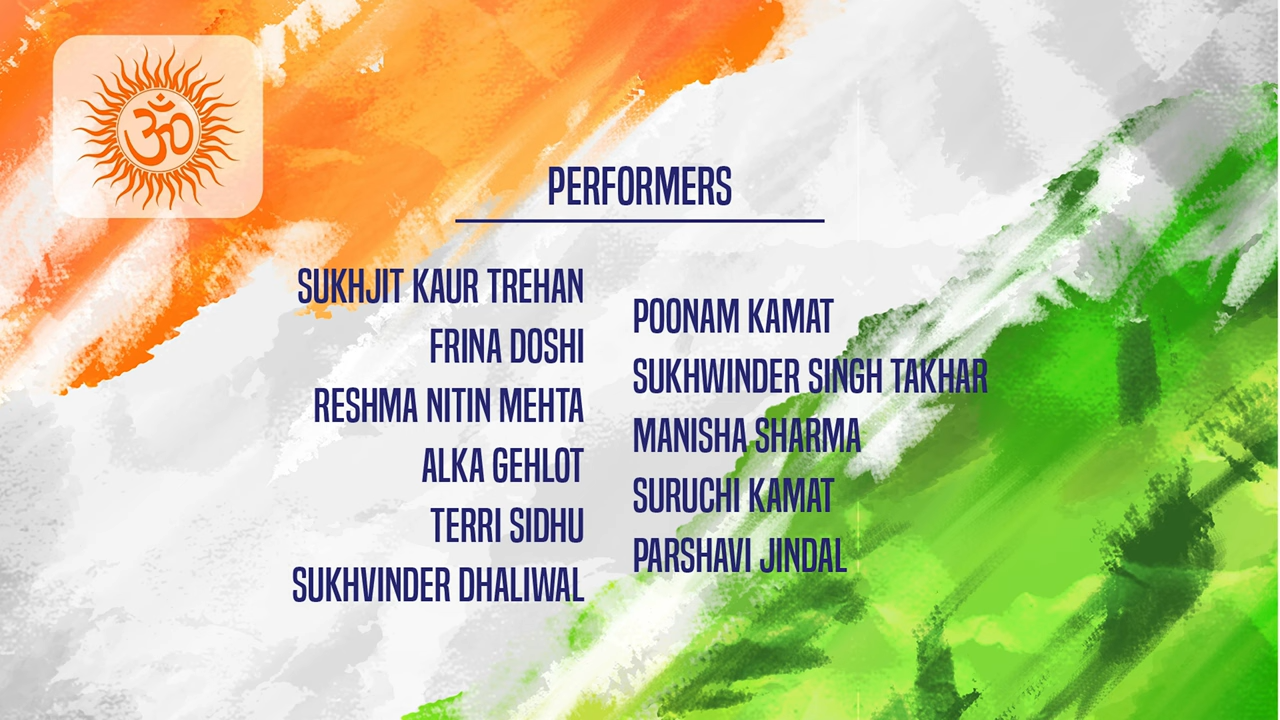 ॐ
PERFORMERS
SUKHJIT KAUR TREHAN
FRINA DOSHI
RESHMA NITIN MEHTA
ALKA GEHLOT
TERRI SIDHU
SUKHVINDER DHALIWAL
POONAM KAMAT
SUKHWINDER SINGH TAKHAR
MANISHA SHARMA
SURUCHI KAMAT
PARSHAVI JINDAL